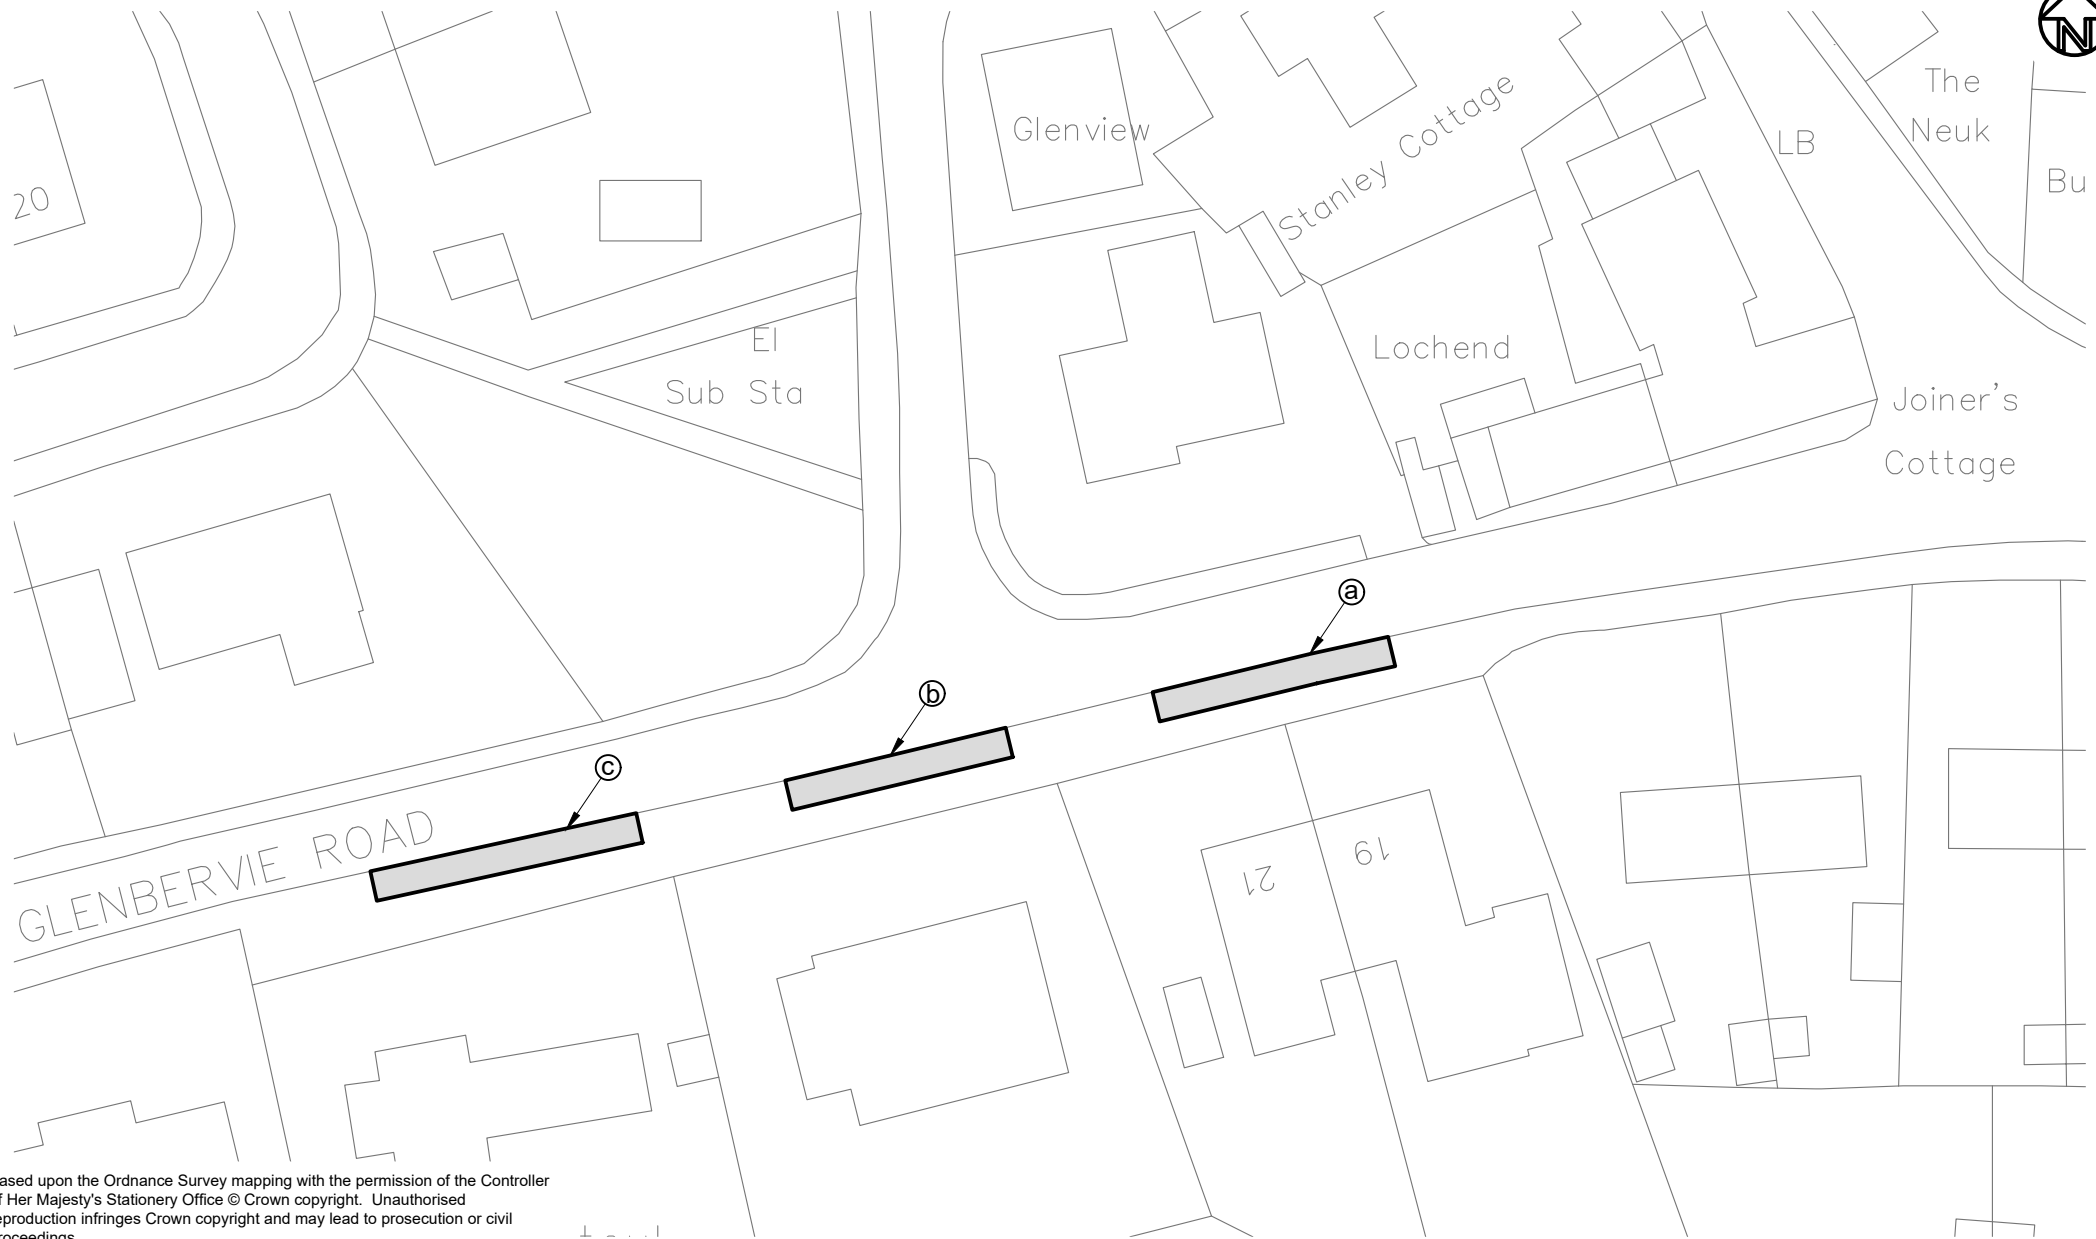 N
The
Neuk
Glenview
Stanley Cottage
LB
Bu
20
El
Sub Sta
Lochend
Joiner's
Cottage
a
b
c
GLENBERVIE ROAD
21
19
ased upon the Ordnance Survey mapping with the permission of the Controller
f Her Majesty's Stationery Office © Crown copyright. Unauthorised
eproduction infringes Crown copyright and may lead to prosecution or civil
roceedings